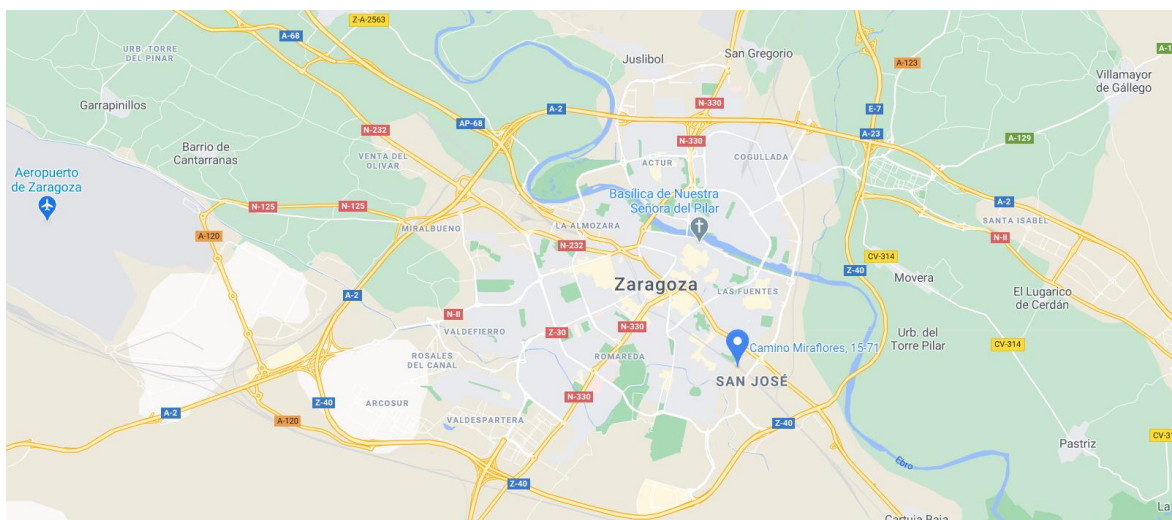 Z-A-2563
A-68
URB. TORRE
DEL PINAR
Juslibol
San Gregorio
A-123
A-1
Villamayor
de Gállego
Garrapinillos
N-330
A-2
E-7
AP-68
N-232
A-23
A-129
Barrio de
Cantarranas
N-330
VENTA DEL
OLIVAR
ACTUR
COGULLADA
Aeropuerto
de Zaragoza
Basílica de Nuestra
Señora del Pilar
A-2
N-125
N-125
SANTA ISABEL
MIRALBUENO
LA ALMOZARA
A-120
N-232
N-II
CV-314
Z-40
Movera
Zaragoza
LAS FUENTES
A-2
El Lugarico
de Cerdán
N-II
VALDEFIERRO
Z-30
N-330
Urb. del
Torre Pilar
Camino Miraflores, 15-71
CV-314
ROSALES
DEL CANAL
ROMAREDA
SAN JOSÉ
N-330
Z-40
ARCOSUR
A-2
A-120
VALDESPARTERA
Z-40
CV-31
Pastriz
Ebro
Z-40
Z-40
La
Cartuja Baja